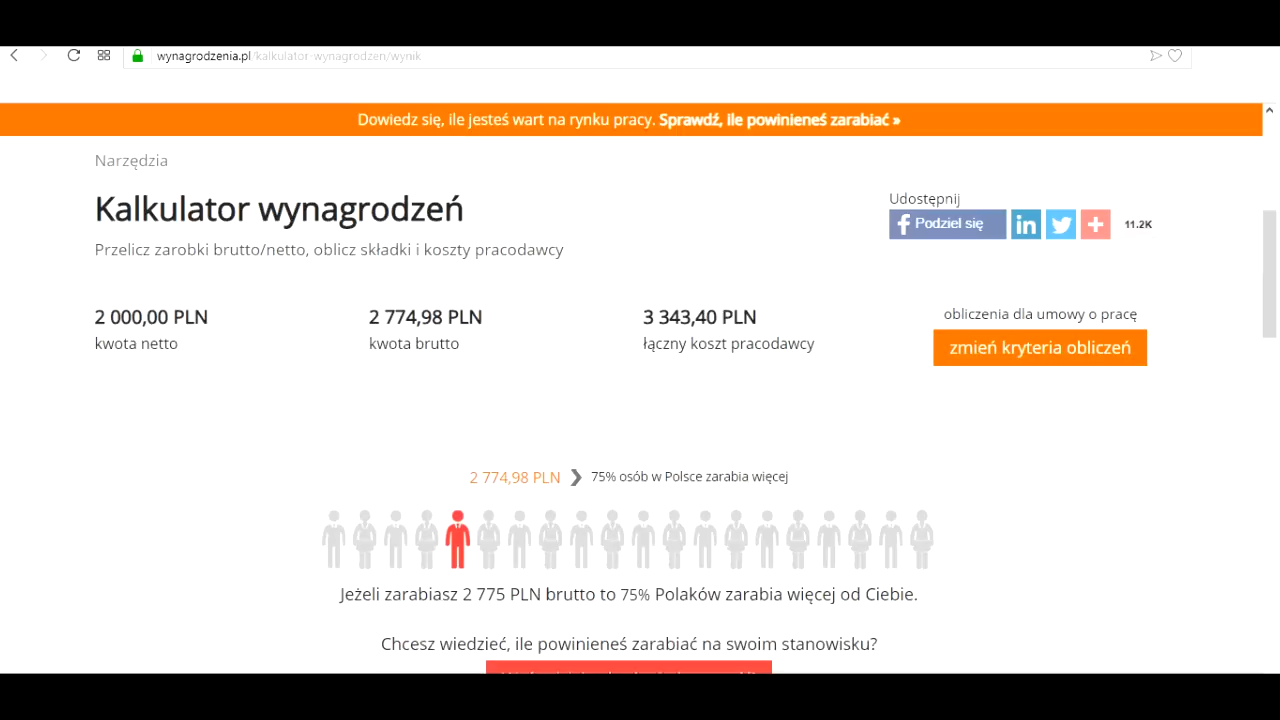 wynagrodzenia.pl/kalkulator-wynagrodzen/wynik
Dowiedz się, ile jesteś wart na rynku pracy. Sprawdź, ile powinieneś zarabiać »
Narzędzia
Kalkulator wynagrodzeń
Przelicz zarobki brutto/netto, oblicz składki i koszty pracodawcy
Udostępnij
Podziel się
11.2K
2 000,00 PLN
kwota netto
2 774,98 PLN
kwota brutto
3 343,40 PLN
łączny koszt pracodawcy
obliczenia dla umowy o pracę
zmień kryteria obliczeń
2 774,98 PLN
75% osób w Polsce zarabia więcej
Jeżeli zarabiasz 2 775 PLN brutto to 75% Polaków zarabia więcej od Ciebie.
Chcesz wiedzieć, ile powinieneś zarabiać na swoim stanowisku?